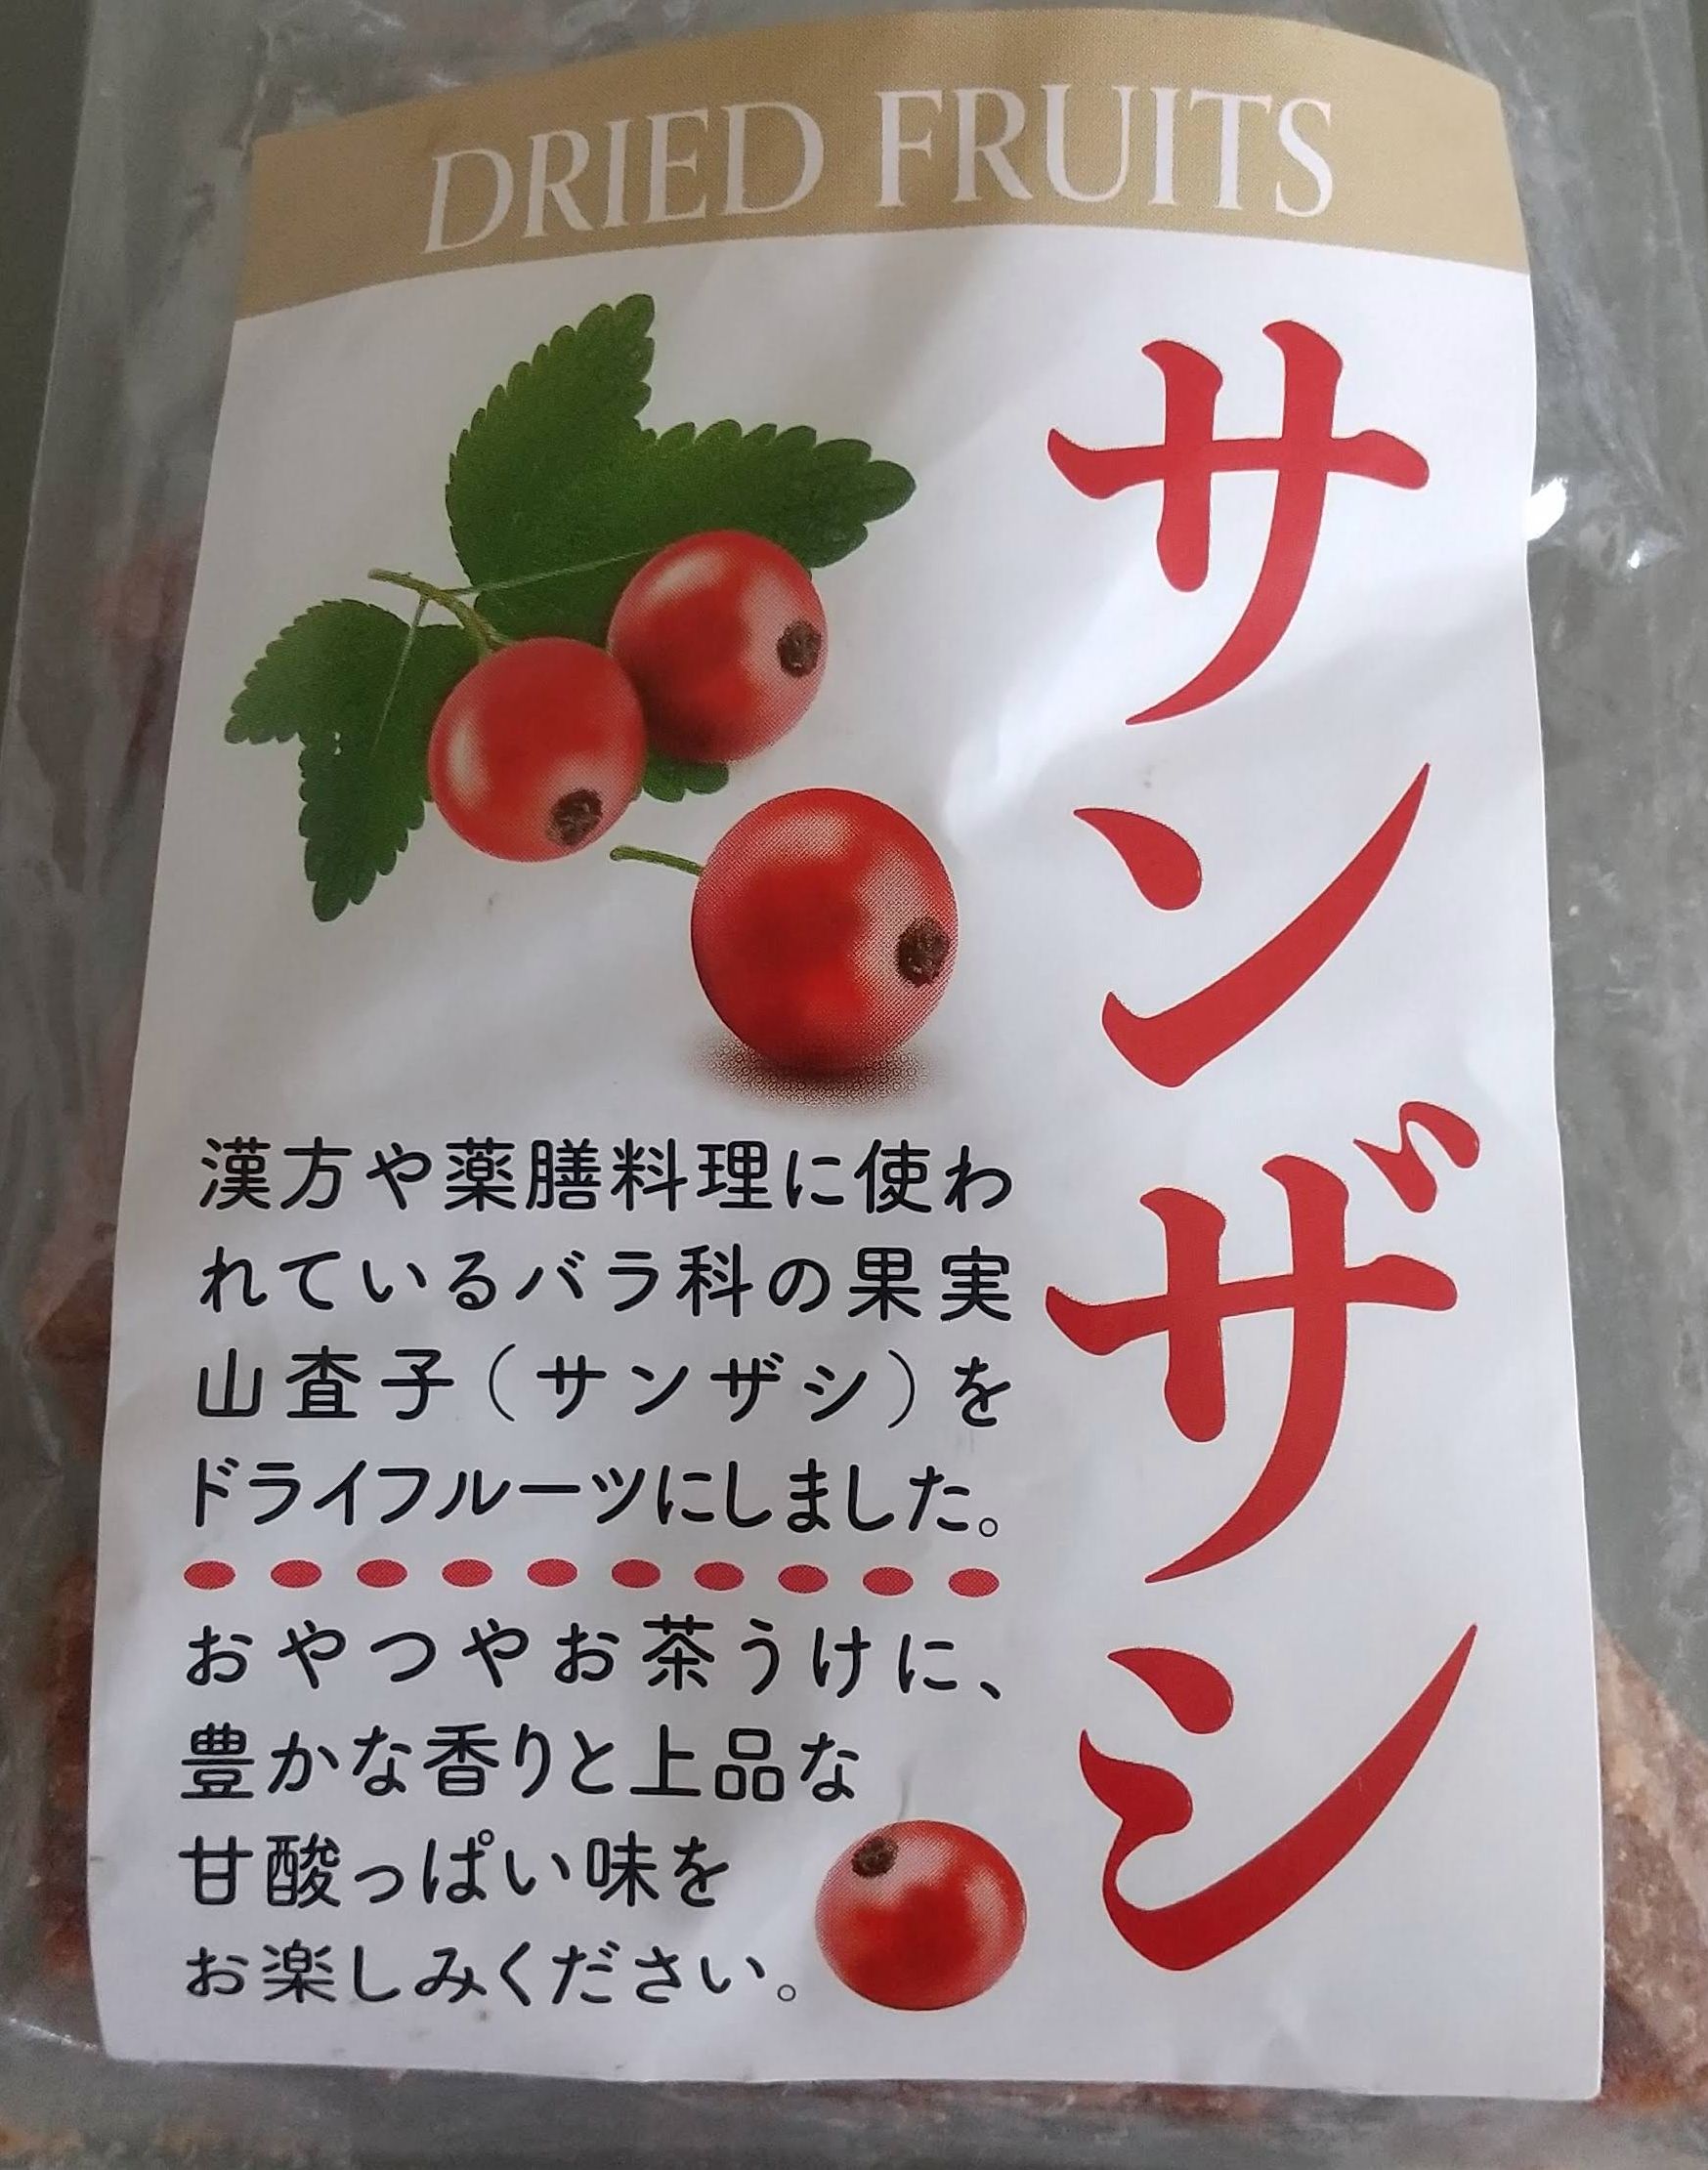 DRIED FRUITS
サンザシ
漢方や薬膳料理に使わ
れているバラ科の果実
山査子（サンザシ）を
ドライフルーツにしました。
おやつやお茶うけに、
豊かな香りと上品な
甘酸っぱい味を
お楽しみください。